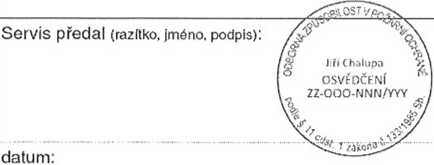 Servis předal (razítko, jméno, podpis):
ODBORNÁ ZPŮSOBILOST V POŽÁRNÍ OCHRANĚ
Jiří Chalupa
OSVĚDČENÍ
ZZ-OOO-NNN/YYY
podle § 11 odst. 1 zákona č.133/1985 Sb.
datum: